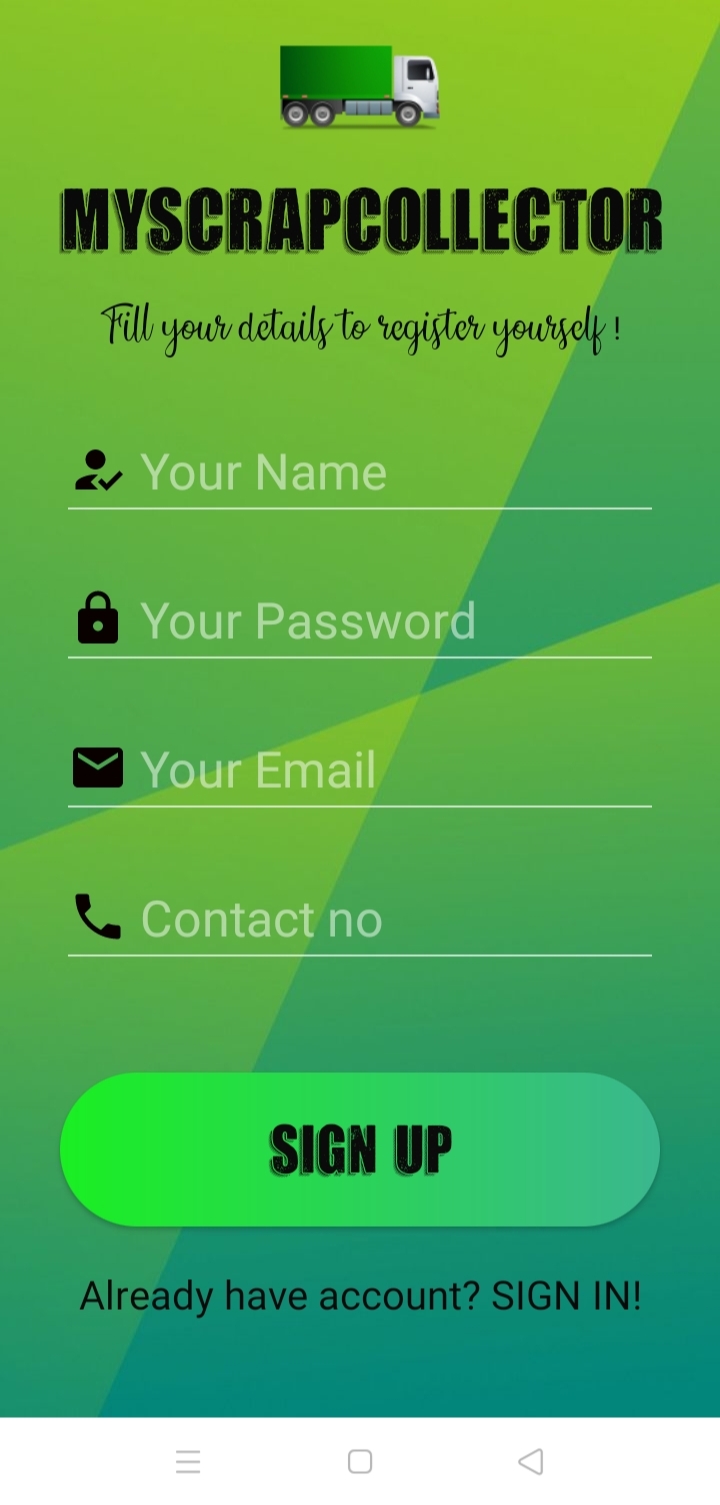 MYSCRAPCOLLECTOR
Fill your details to register yourself !
Your Name
Your Password
Your Email
Contact no
SIGN UP
Already have account? SIGN IN!